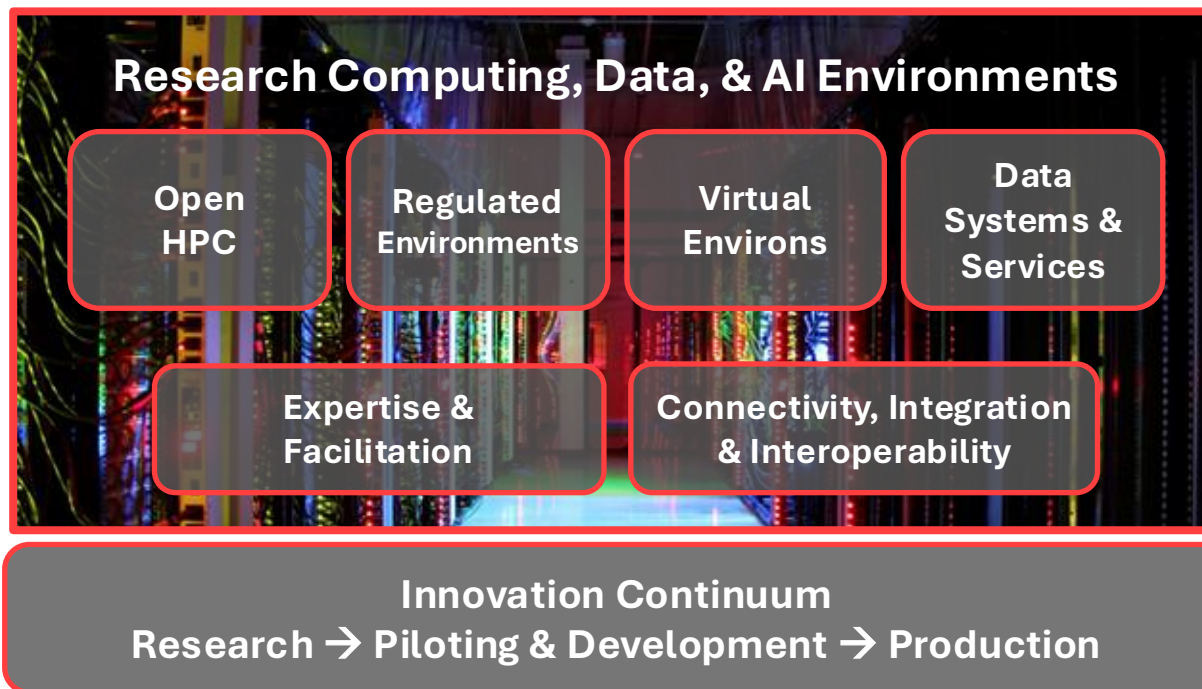 Research Computing, Data, & AI Environments
Open
HPC
Regulated
Environments
Virtual
Environs
Data
Systems &
Services
Expertise &
Facilitation
Connectivity, Integration
& Interoperability
Innovation Continuum
Research → Piloting & Development → Production